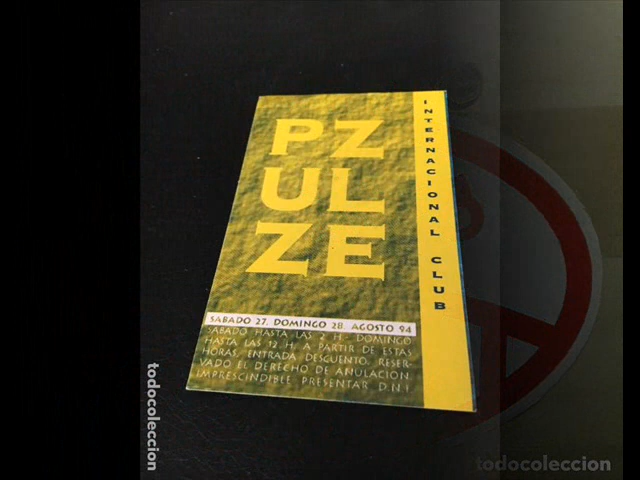 PZ
UL
ZE
INTERNACIONAL CLUB
SABADO 27, DOMINGO 28, AGOSTO 94
SABADO HASTA LAS 2 H - DOMINGO
HASTA LAS 12 H. A PARTIR DE ESTAS
HORAS, ENTRADA DESCUENTO. RESER-
VADO EL DERECHO DE ANULACION
IMPRESCINDIBLE PRESENTAR D.N.I
todocoleccion
todocoleccion